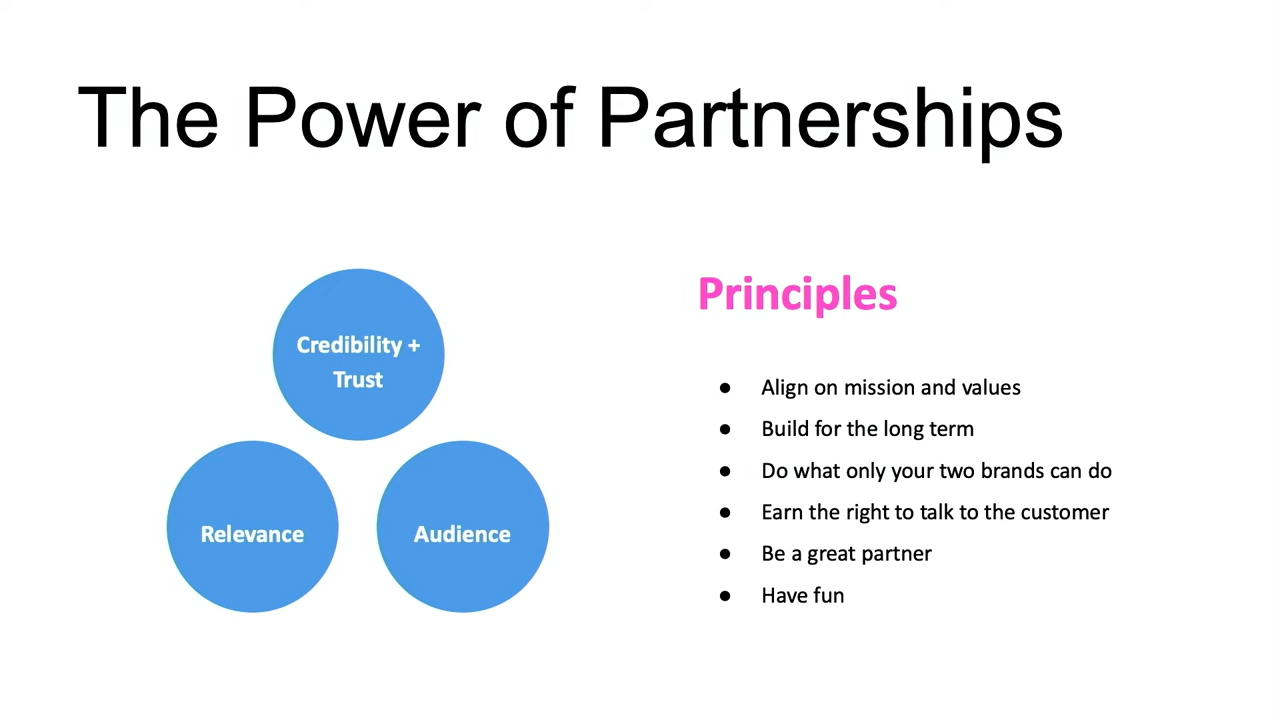 The Power of Partnerships
Credibility +
Trust
Relevance
Audience
Principles
● Align on mission and values
● Build for the long term
● Do what only your two brands can do
● Earn the right to talk to the customer
● Be a great partner
● Have fun